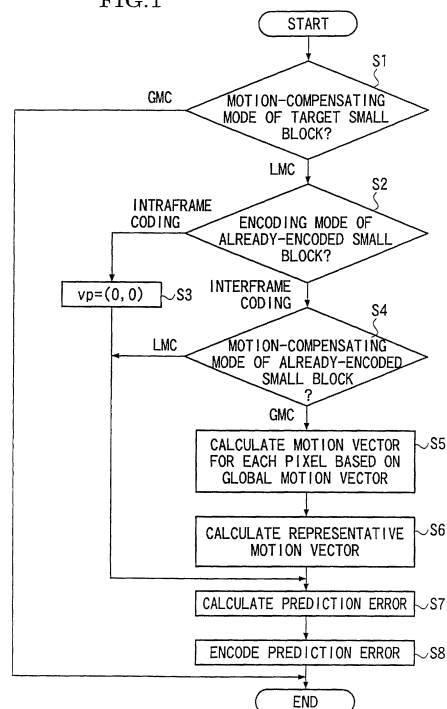 FIG.1
START
S1
GMC
MOTION-COMPENSATING
MODE OF TARGET SMALL
BLOCK?
LMC
S2
INTRAFRAME
CODING
ENCODING MODE OF
ALREADY-ENCODED SMALL
BLOCK?
vp=(0,0)
S3
INTERFRAME
CODING
S4
LMC
MOTION-COMPENSATING
MODE OF ALREADY-ENCODED
SMALL BLOCK
?
GMC
CALCULATE MOTION VECTOR
FOR EACH PIXEL BASED ON
GLOBAL MOTION VECTOR
S5
CALCULATE REPRESENTATIVE
MOTION VECTOR
S6
CALCULATE PREDICTION ERROR
S7
ENCODE PREDICTION ERROR
S8
END